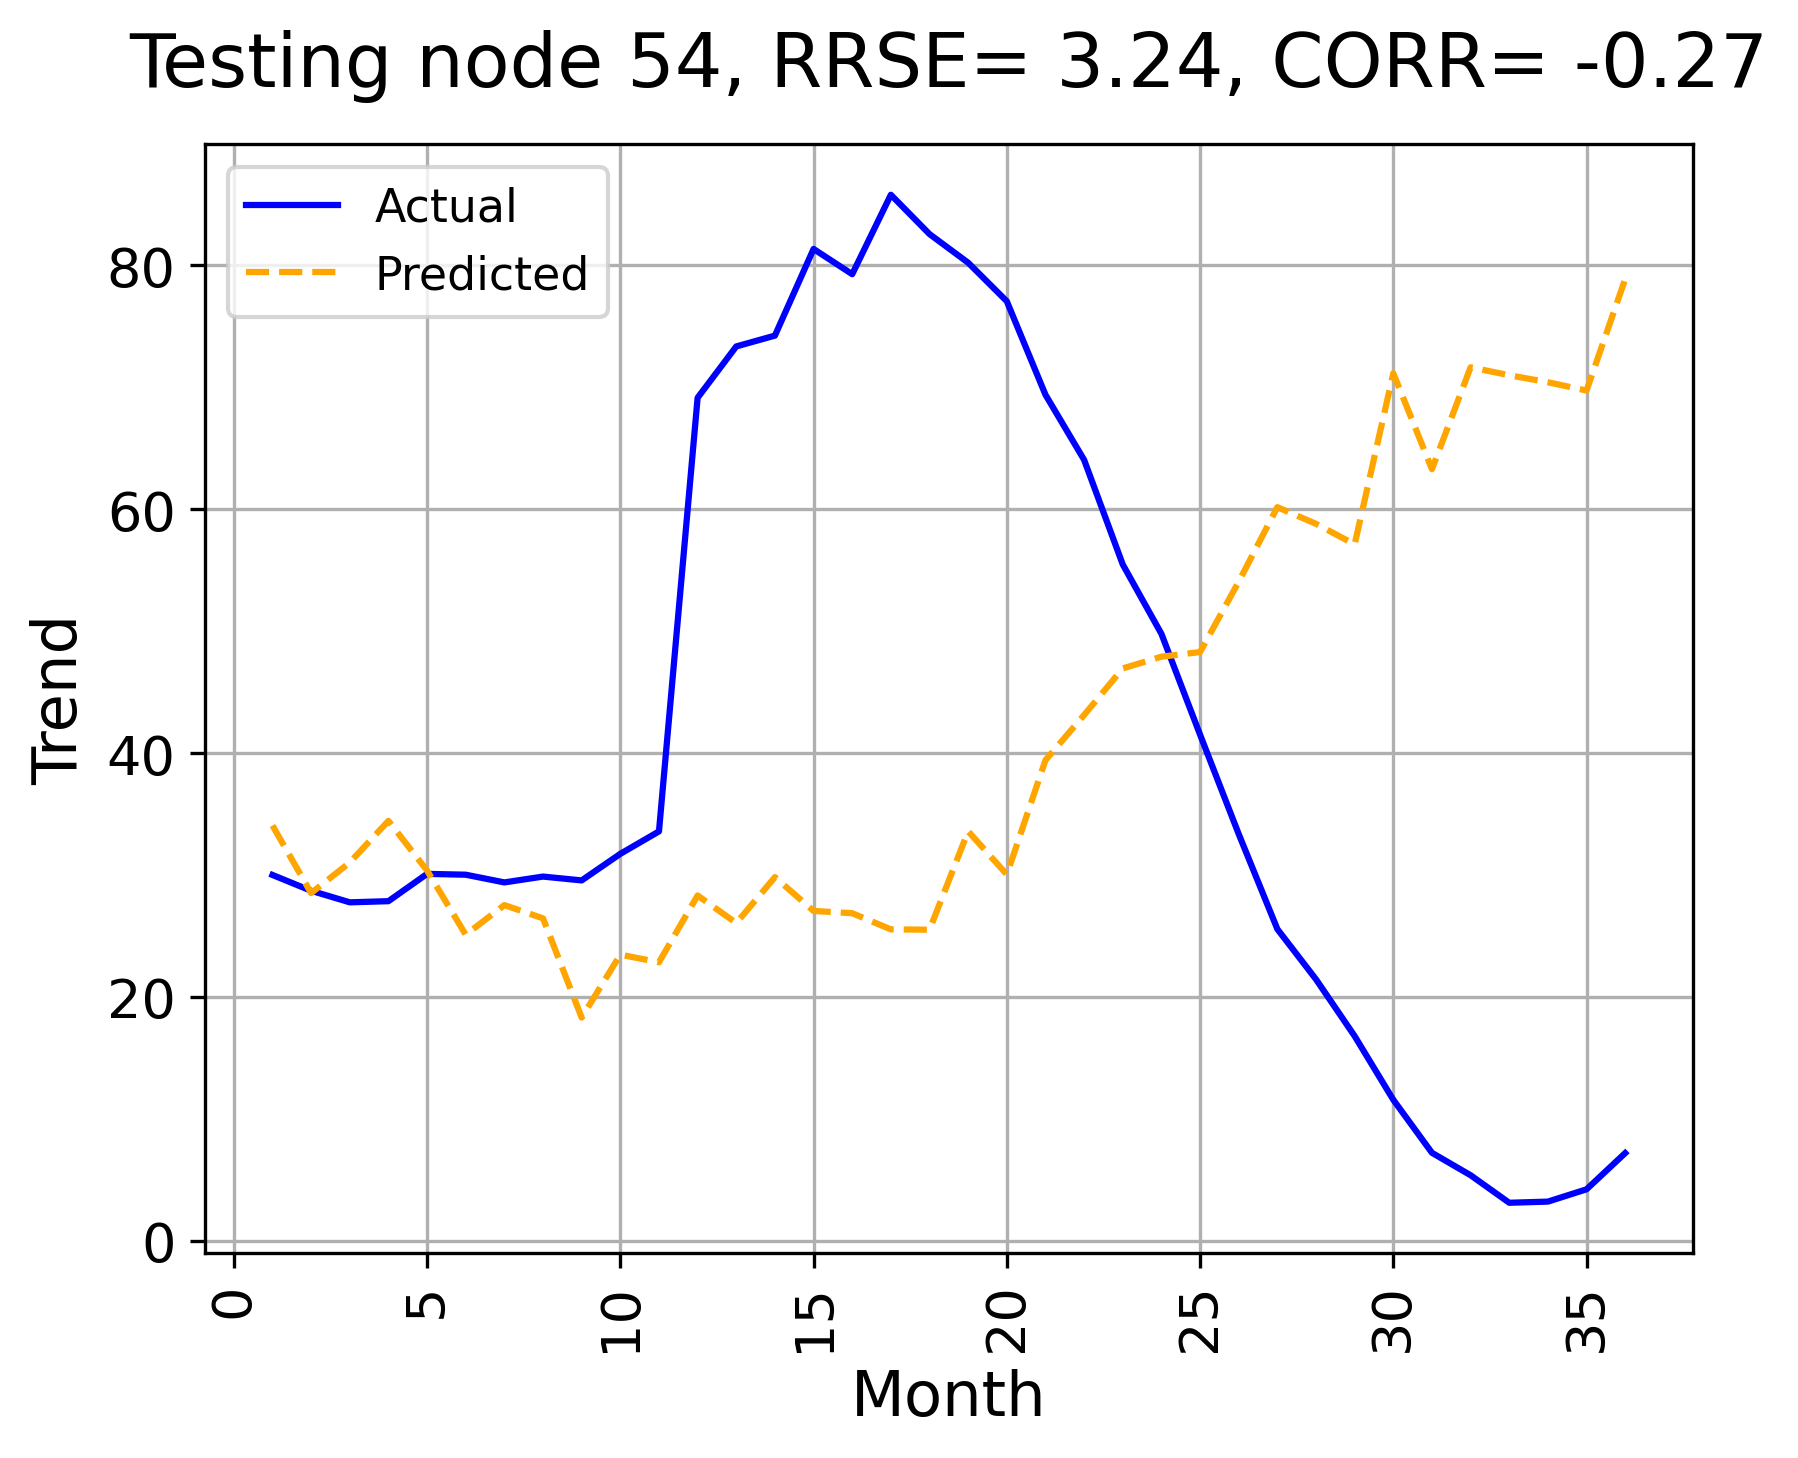 Testing node 54, RRSE= 3.24, CORR= -0.27
Actual
Predicted
Trend
80
60
40
20
0
0 5 10 15 20 25 30 35
Month